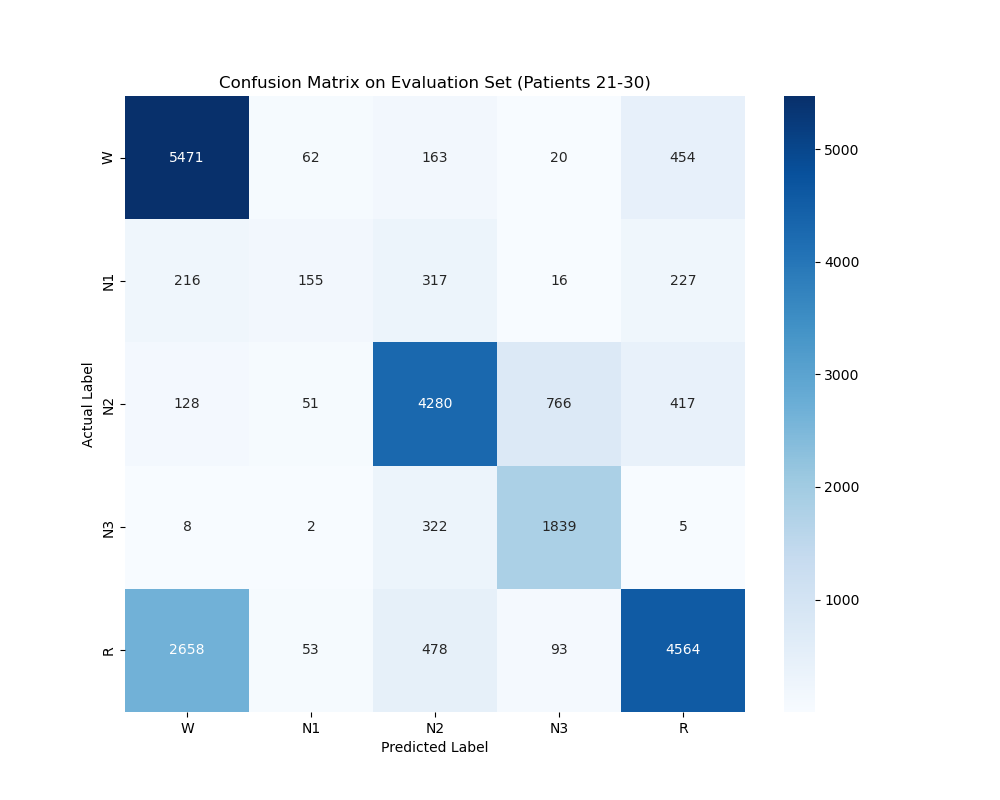 Confusion Matrix on Evaluation Set (Patients 21-30)
W 5471 62 163 20 454
N1 216 155 317 16 227
N2 128 51 4280 766 417
N3 8 2 322 1839 5
R 2658 53 478 93 4564
W N1 N2 N3 R
Predicted Label
Actual Label
5000
4000
3000
2000
1000